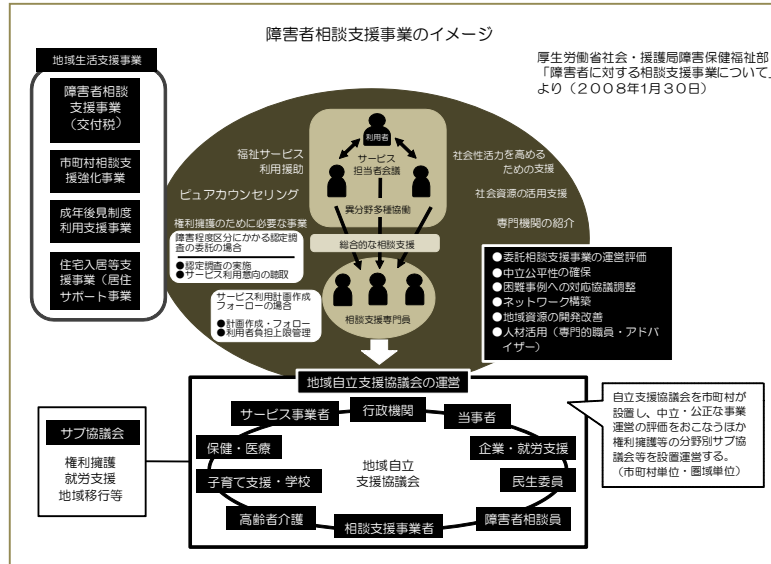 障害者相談支援事業のイメージ
厚生労働省社会・援護局障害保健福祉部
「障害者に対する相談支援事業について」
より（２００８年１月３０日）
地域生活支援事業
障害者相談
支援事業
（交付税）
市町村相談支
援強化事業
成年後見制度
利用支援事業
住宅入居等支
援事業（居住
サポート事業
利用者
サービス
担当者会議
異分野多種協働
総合的な相談支援
相談支援専門員
福祉サービス
利用援助
ピュアカウンセリング
権利擁護のために必要な事業
障害程度区分にかかる認定調
査の委託の場合
●認定調査の実施
●サービス利用意向の聴取
サービス利用計画作成
フォーローの場合
●計画作成・フォロー
●利用者負担上限管理
社会性活力を高める
ための支援
社会資源の活用支援
専門機関の紹介
●委託相談支援事業の運営評価
●中立公平性の確保
●困難事例への対応協議調整
●ネットワーク構築
●地域資源の開発改善
●人材活用（専門的職員・アドバ
イザー）
地域自立支援協議会の運営
サービス事業者
行政機関
当事者
保健・医療
企業・就労支援
子育て支援・学校
地域自立
支援協議会
民生委員
高齢者介護
相談支援事業者
障害者相談員
サブ協議会
権利擁護
就労支援
地域移行等
自立支援協議会を市町村が
設置し、中立・公正な事業
運営の評価をおこなうほか
権利擁護等の分野別サブ協
議会等を設置運営する。
（市町村単位・圏域単位）